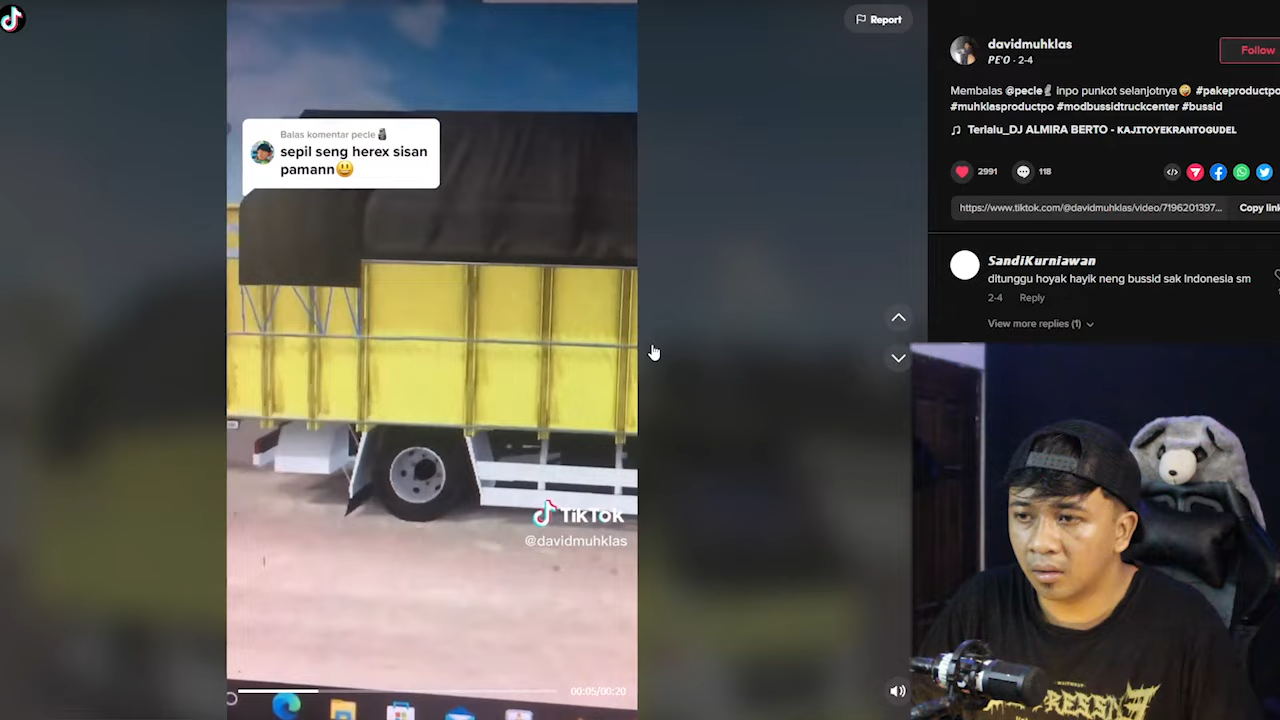 Report
Balas komentar pecle
sepil seng herex sisan
pamann😃
TikTok
@davidmuhklas
00:05/00:20
davidmuhklas
PE'O · 2-4
Follow
Membalas @pecle inpo punkot selanjotnya🤪 #pakeproductpo
#muhklasproductpo #modbussidtruckcenter #bussid
Terlalu_DJ ALMIRA BERTO - KAJITOYEKRANTOGUDEL
2991
118
https://www.tiktok.com/@davidmuhklas/video/7196201397...
Copy link
SandiKurniawan
ditunggu hoyak hayik neng bussid sak Indonesia sm
2-4 Reply
View more replies (1)